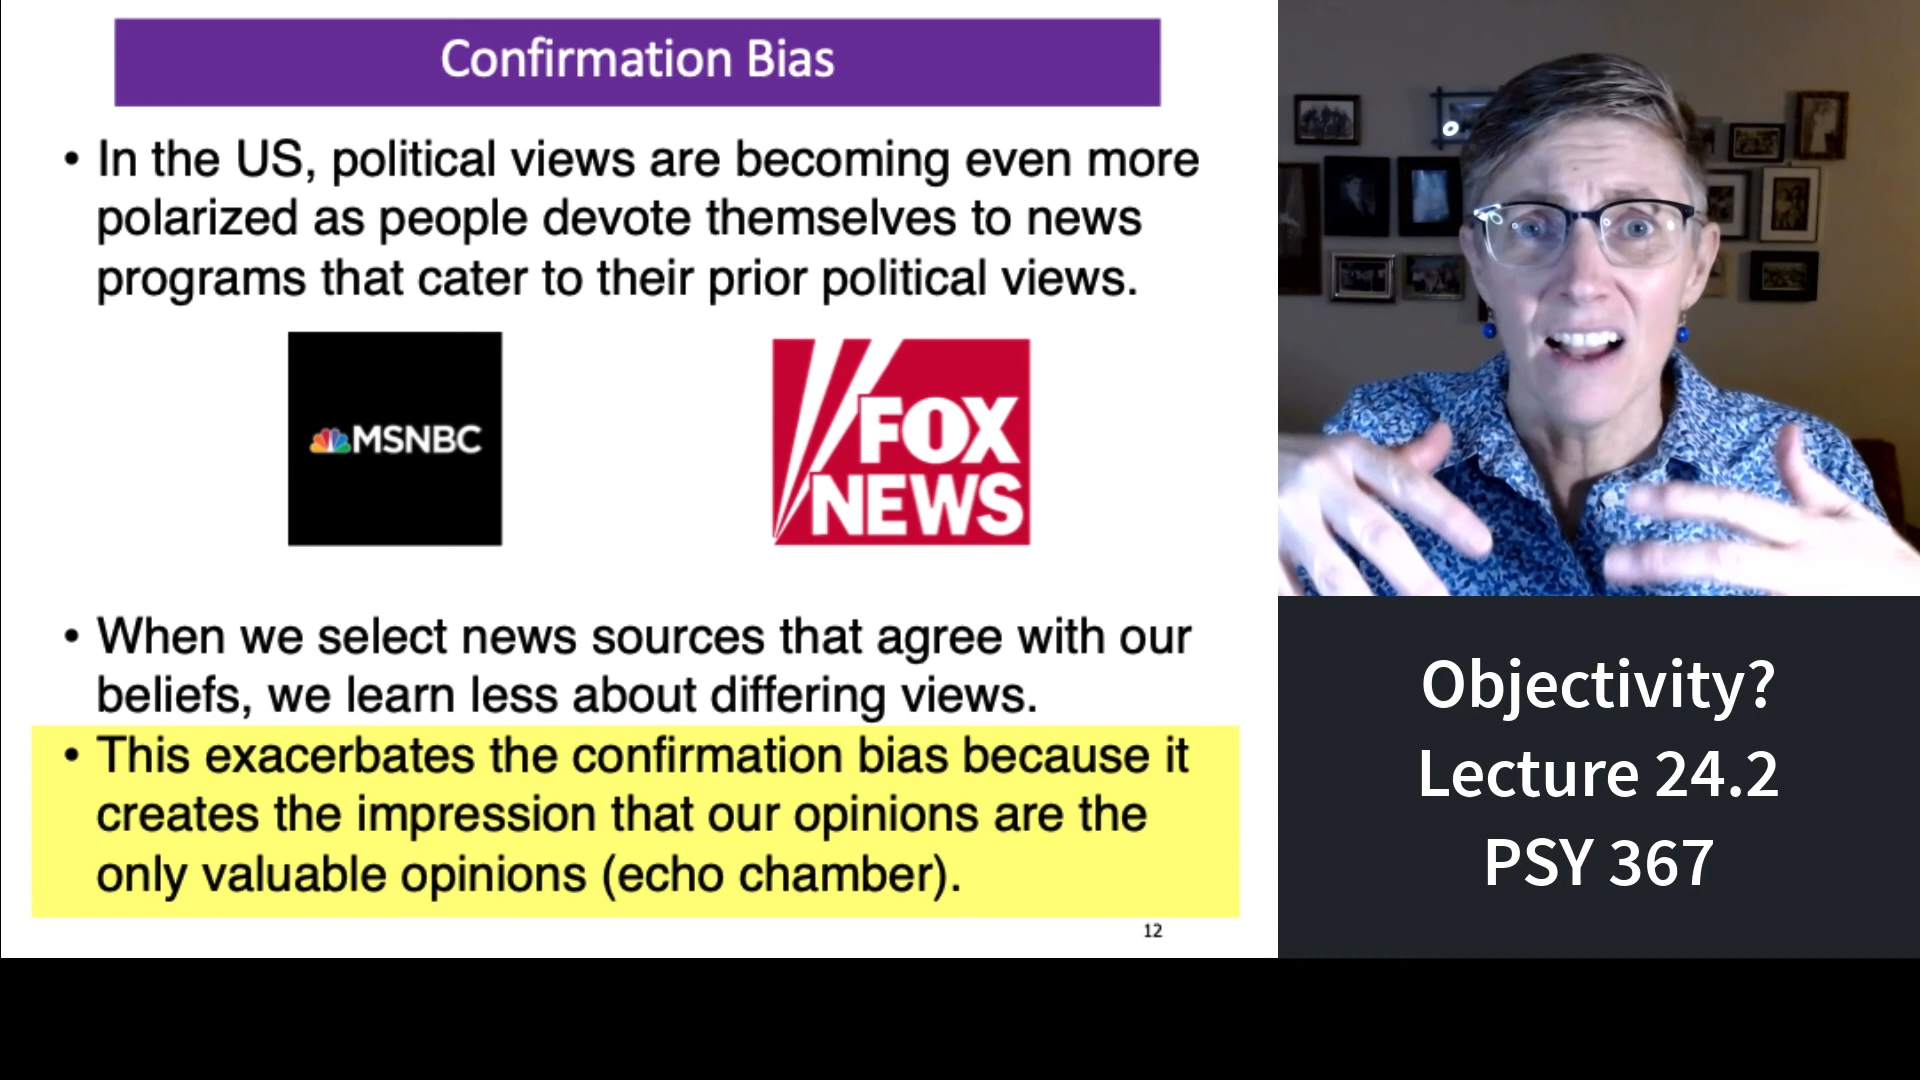 Confirmation Bias
• In the US, political views are becoming even more
polarized as people devote themselves to news
programs that cater to their prior political views.
MSNBC
FOX
NEWS
• When we select news sources that agree with our
beliefs, we learn less about differing views.
• This exacerbates the confirmation bias because it
creates the impression that our opinions are the
only valuable opinions (echo chamber).
12
Objectivity?
Lecture 24.2
PSY 367